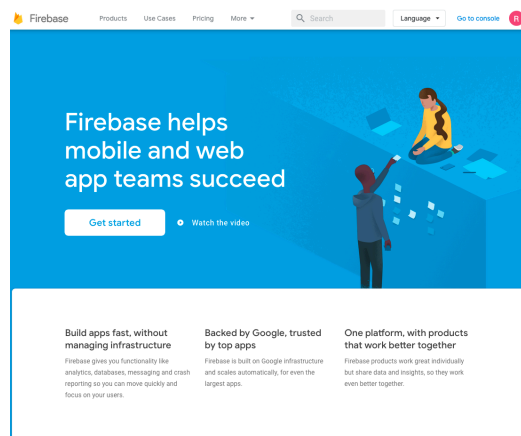 Firebase
Products Use Cases Pricing More
Search
Language
Go to console
R
Firebase helps
mobile and web
app teams succeed
Get started
Watch the video
Build apps fast, without
managing infrastructure
Firebase gives you functionality like
analytics, databases, messaging and crash
reporting so you can move quickly and
focus on your users.
Backed by Google, trusted
by top apps
Firebase is built on Google infrastructure
and scales automatically, for even the
largest apps.
One platform, with products
that work better together
Firebase products work great individually
but share data and insights, so they work
even better together.